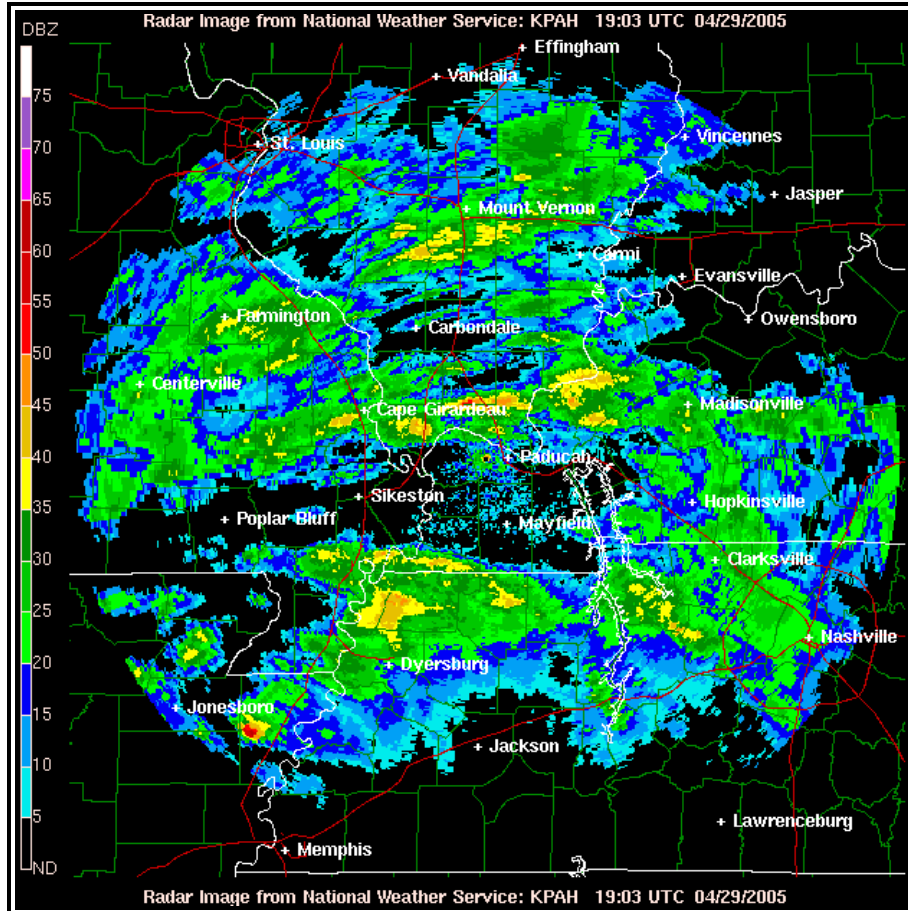 Radar Image from National Weather Service: KPAH 19:03 UTC 04/29/2005
DBZ
75
70
65
60
55
50
45
40
35
30
25
20
15
10
5
ND
Effingham
Vandalia
St. Louis
Vincennes
Jasper
Mount Vernon
Carmi
Evansville
Farmington
Carbondale
Owensboro
Centerville
Cape Girardeau
Madisonville
Paducah
Sikeston
Hopkinsville
Poplar Bluff
Mayfield
Clarksville
Nashville
Dyersburg
Jonesboro
Jackson
Lawrenceburg
Memphis
Radar Image from National Weather Service: KPAH 19:03 UTC 04/29/2005